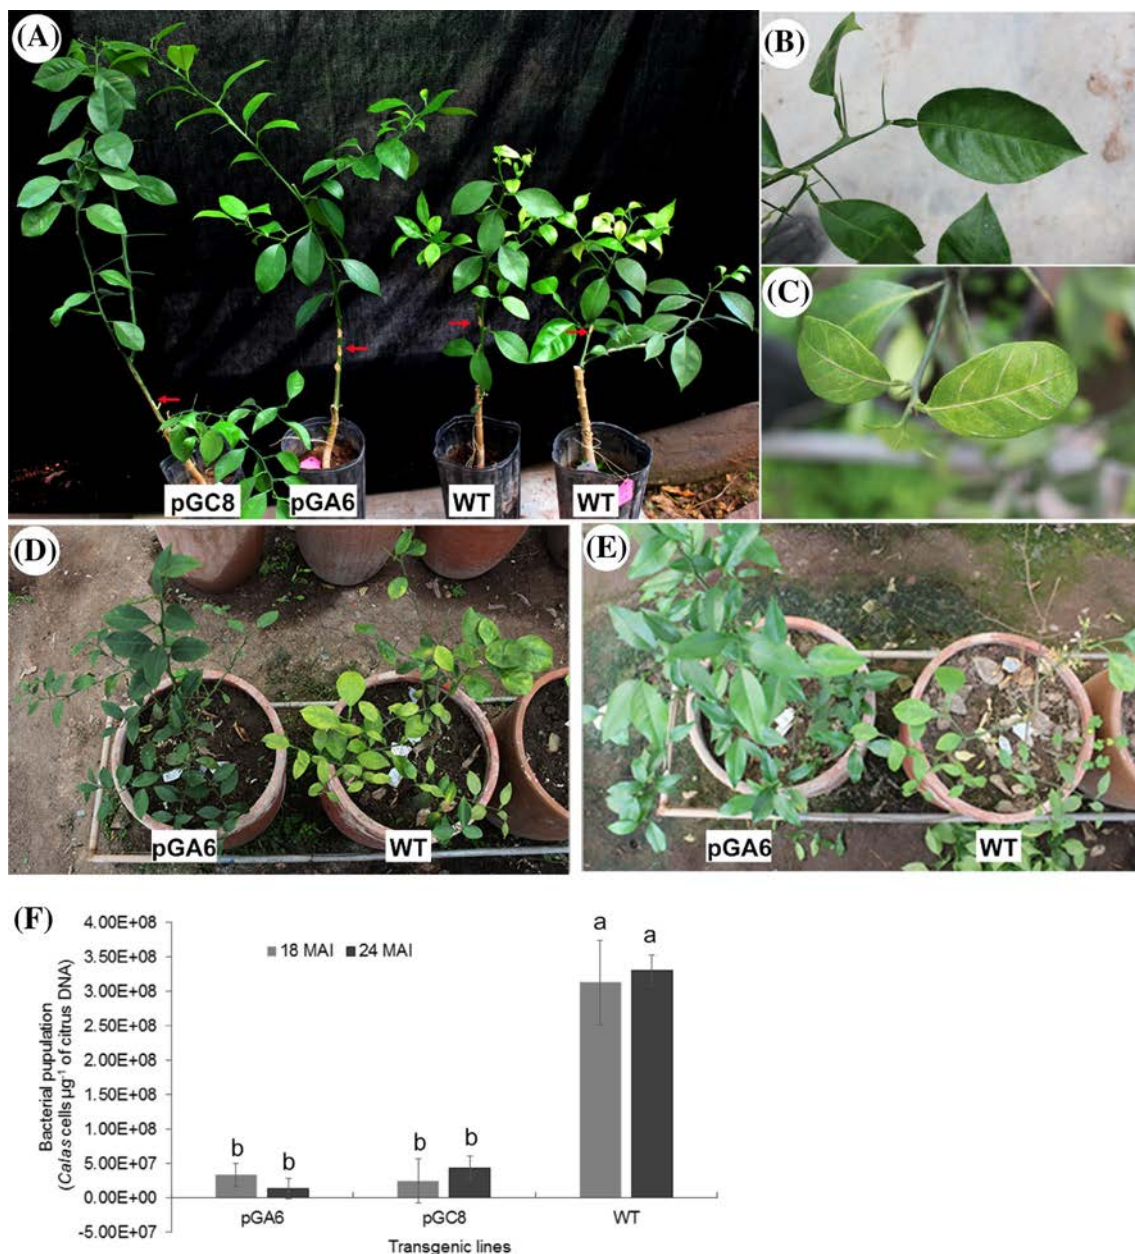 (A)
(B)
(C)
pGC8
pGA6
WT
WT
(D)
(E)
pGA6
WT
pGA6
WT
(F)
4.00E+08
3.50E+08
3.00E+08
2.50E+08
2.00E+08
1.50E+08
1.00E+08
5.00E+07
0.00E+00
-5.00E+07
Bacterial pupulation
(Calas cells µg⁻¹ of citrus DNA)
18 MAI
24 MAI
b
b
b
b
a
a
pGA6
pGC8
WT
Transgenic lines